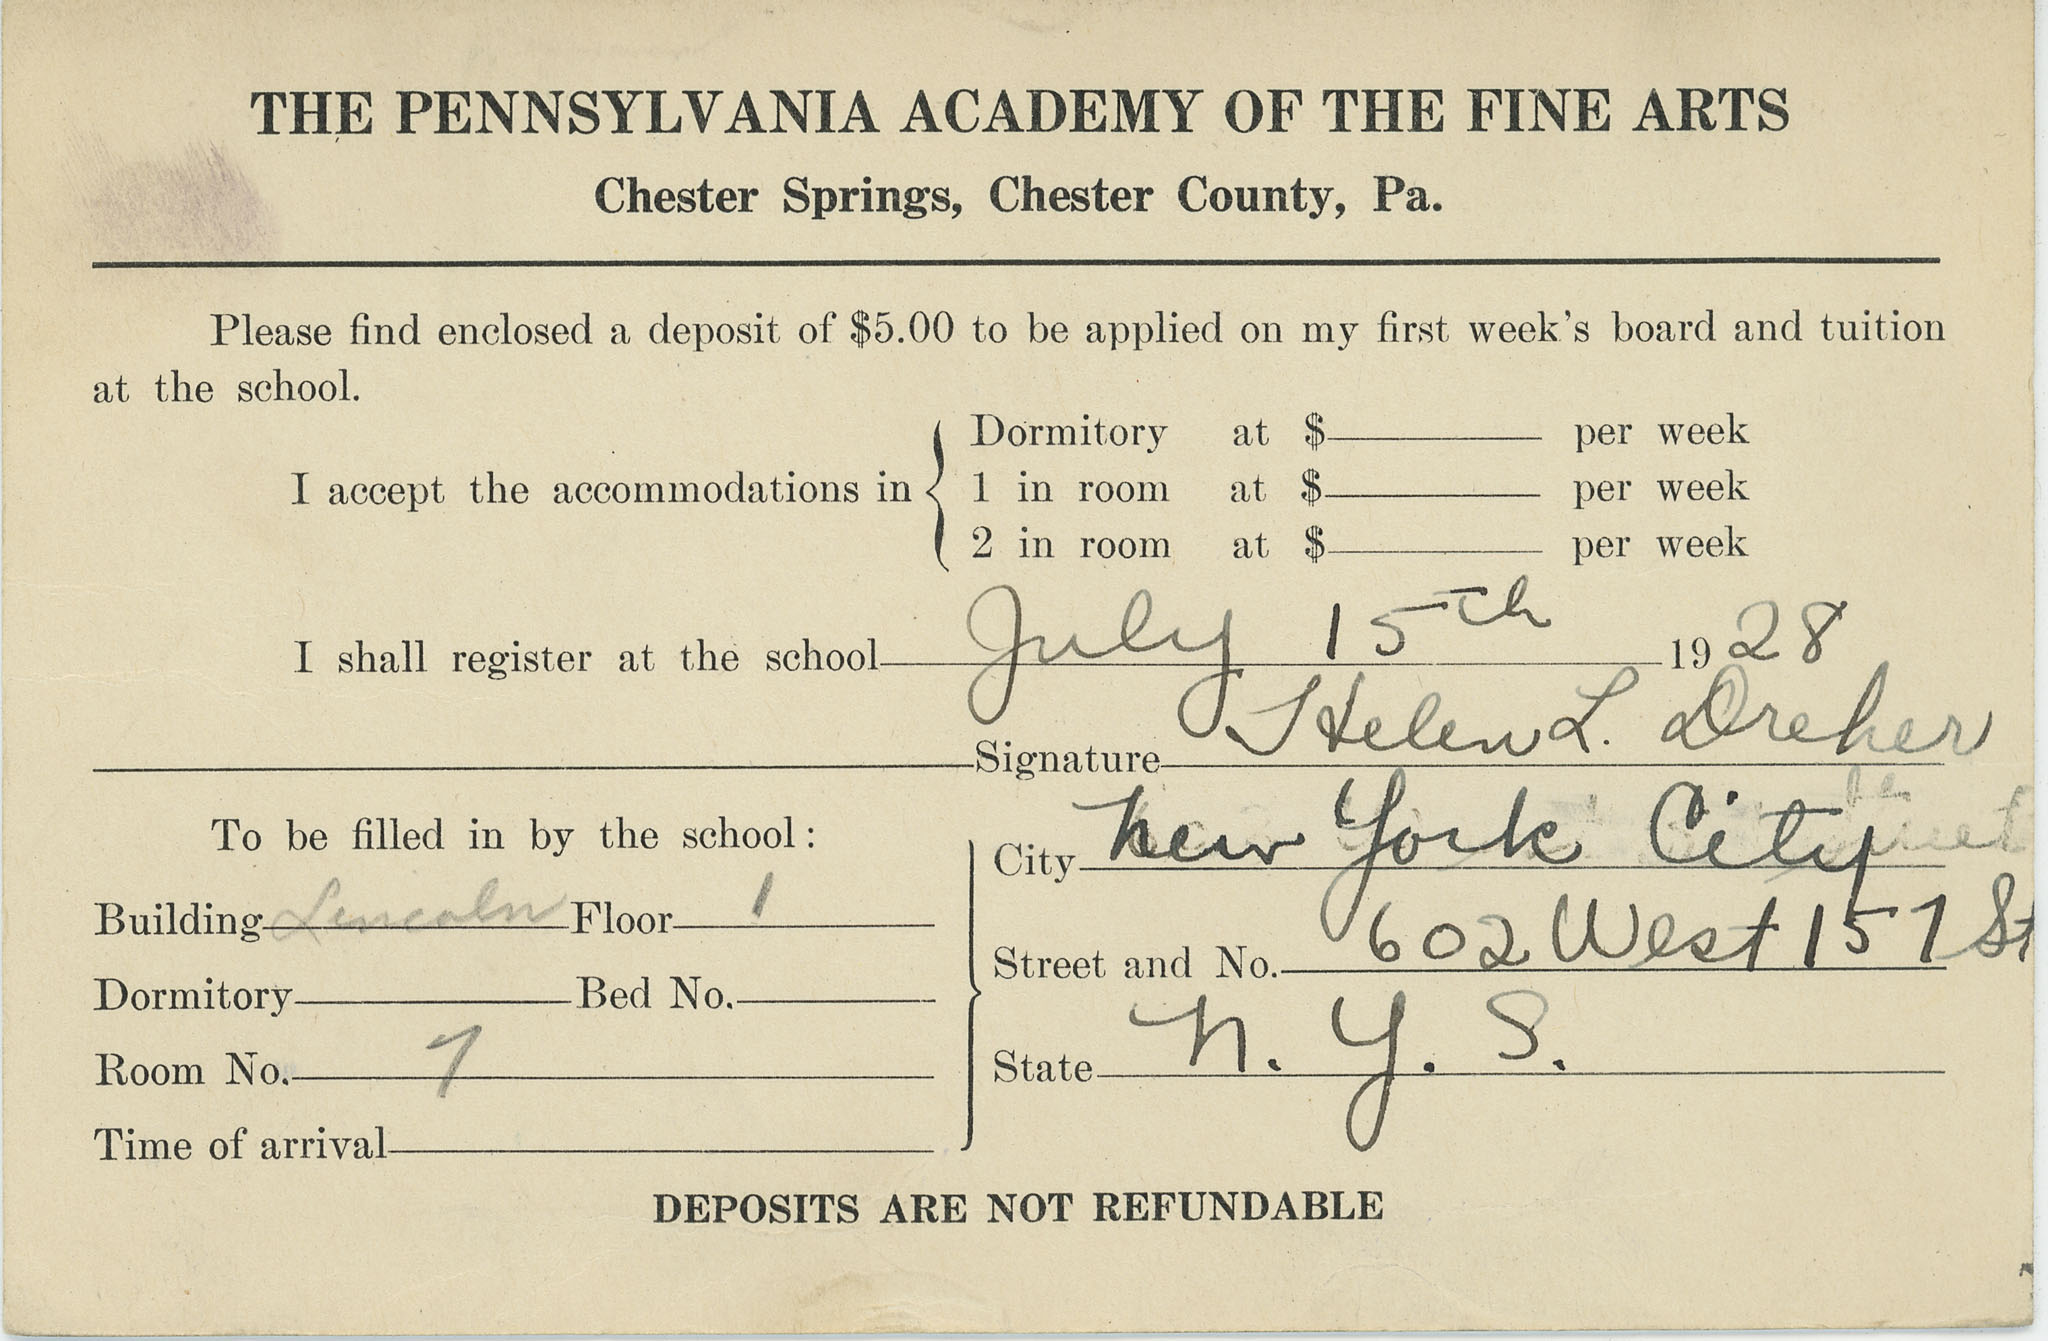 THE PENNSYLVANIA ACADEMY OF THE FINE ARTS
Chester Springs, Chester County, Pa.
Please find enclosed a deposit of $5.00 to be applied on my first week's board and tuition
at the school.
I accept the accommodations in
Dormitory at $ per week
1 in room at $ per week
2 in room at $ per week
I shall register at the school July 15th 1928
Signature Helen L. Dreher
To be filled in by the school:
Building Lincoln Floor 1
Dormitory Bed No.
Room No. 7
Time of arrival
City New York City
Street and No. 602 West 157 St
State N. Y. S.
DEPOSITS ARE NOT REFUNDABLE